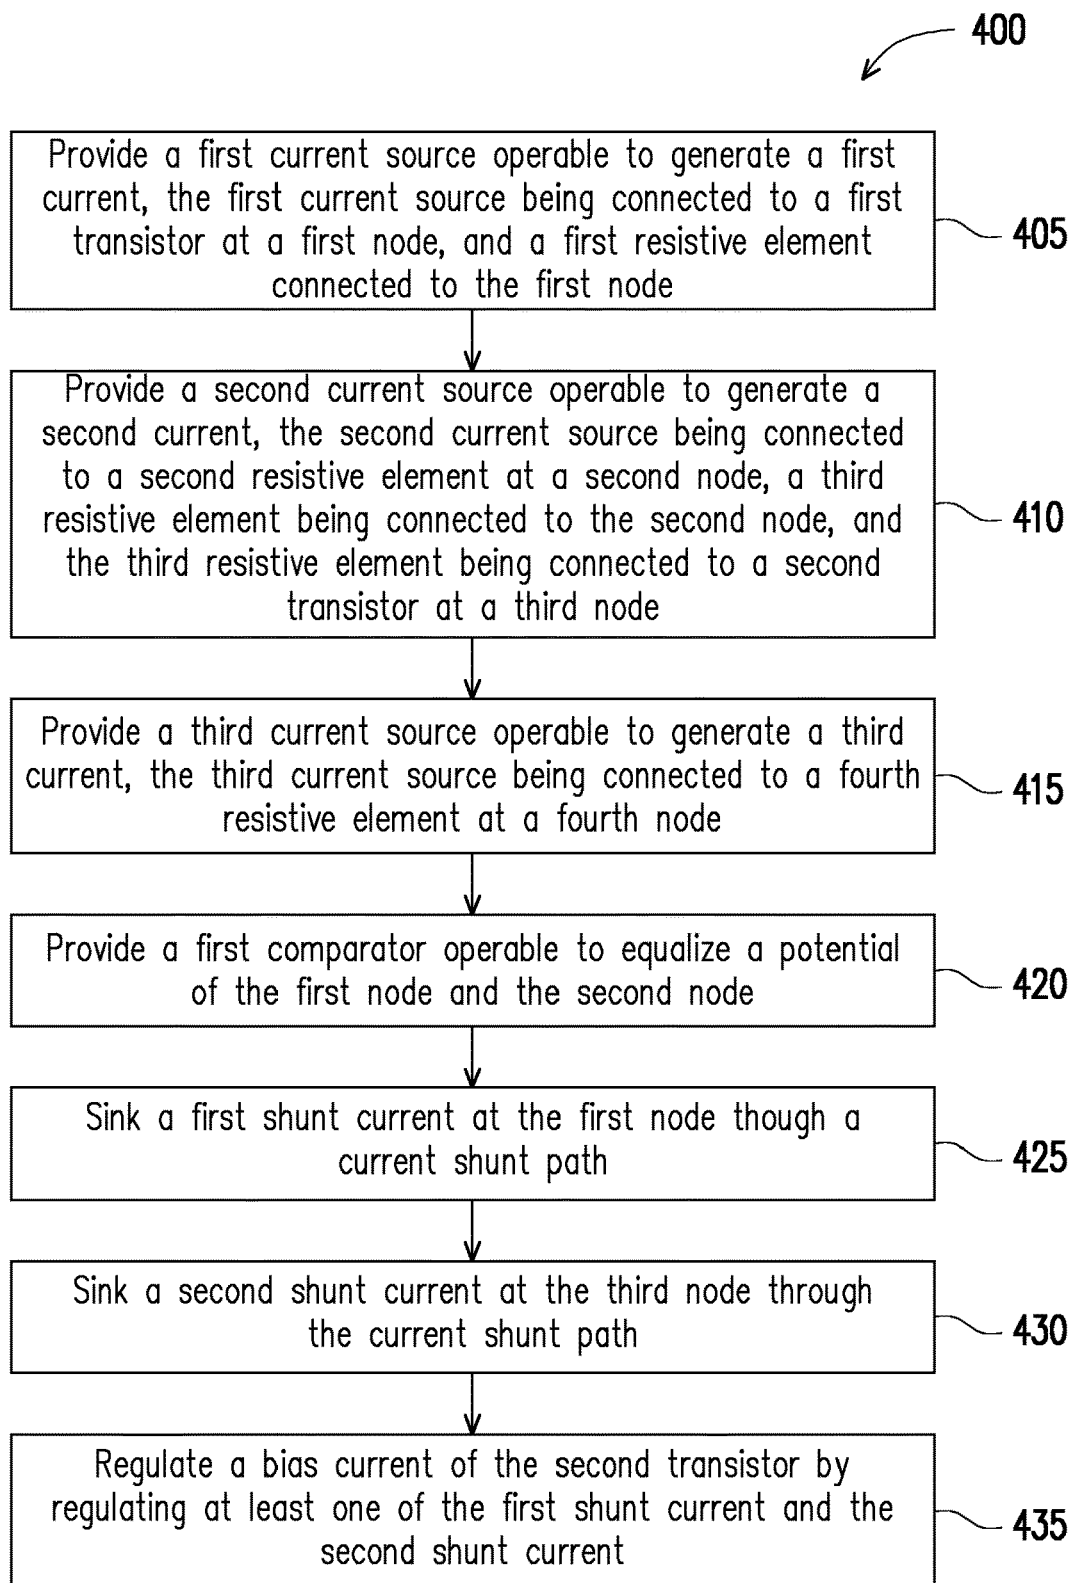 400
Provide a first current source operable to generate a first
current, the first current source being connected to a first
transistor at a first node, and a first resistive element
connected to the first node
405
Provide a second current source operable to generate a
second current, the second current source being connected
to a second resistive element at a second node, a third
resistive element being connected to the second node, and
the third resistive element being connected to a second
transistor at a third node
410
Provide a third current source operable to generate a third
current, the third current source being connected to a fourth
resistive element at a fourth node
415
Provide a first comparator operable to equalize a potential
of the first node and the second node
420
Sink a first shunt current at the first node though a
current shunt path
425
Sink a second shunt current at the third node through
the current shunt path
430
Regulate a bias current of the second transistor by
regulating at least one of the first shunt current and the
second shunt current
435